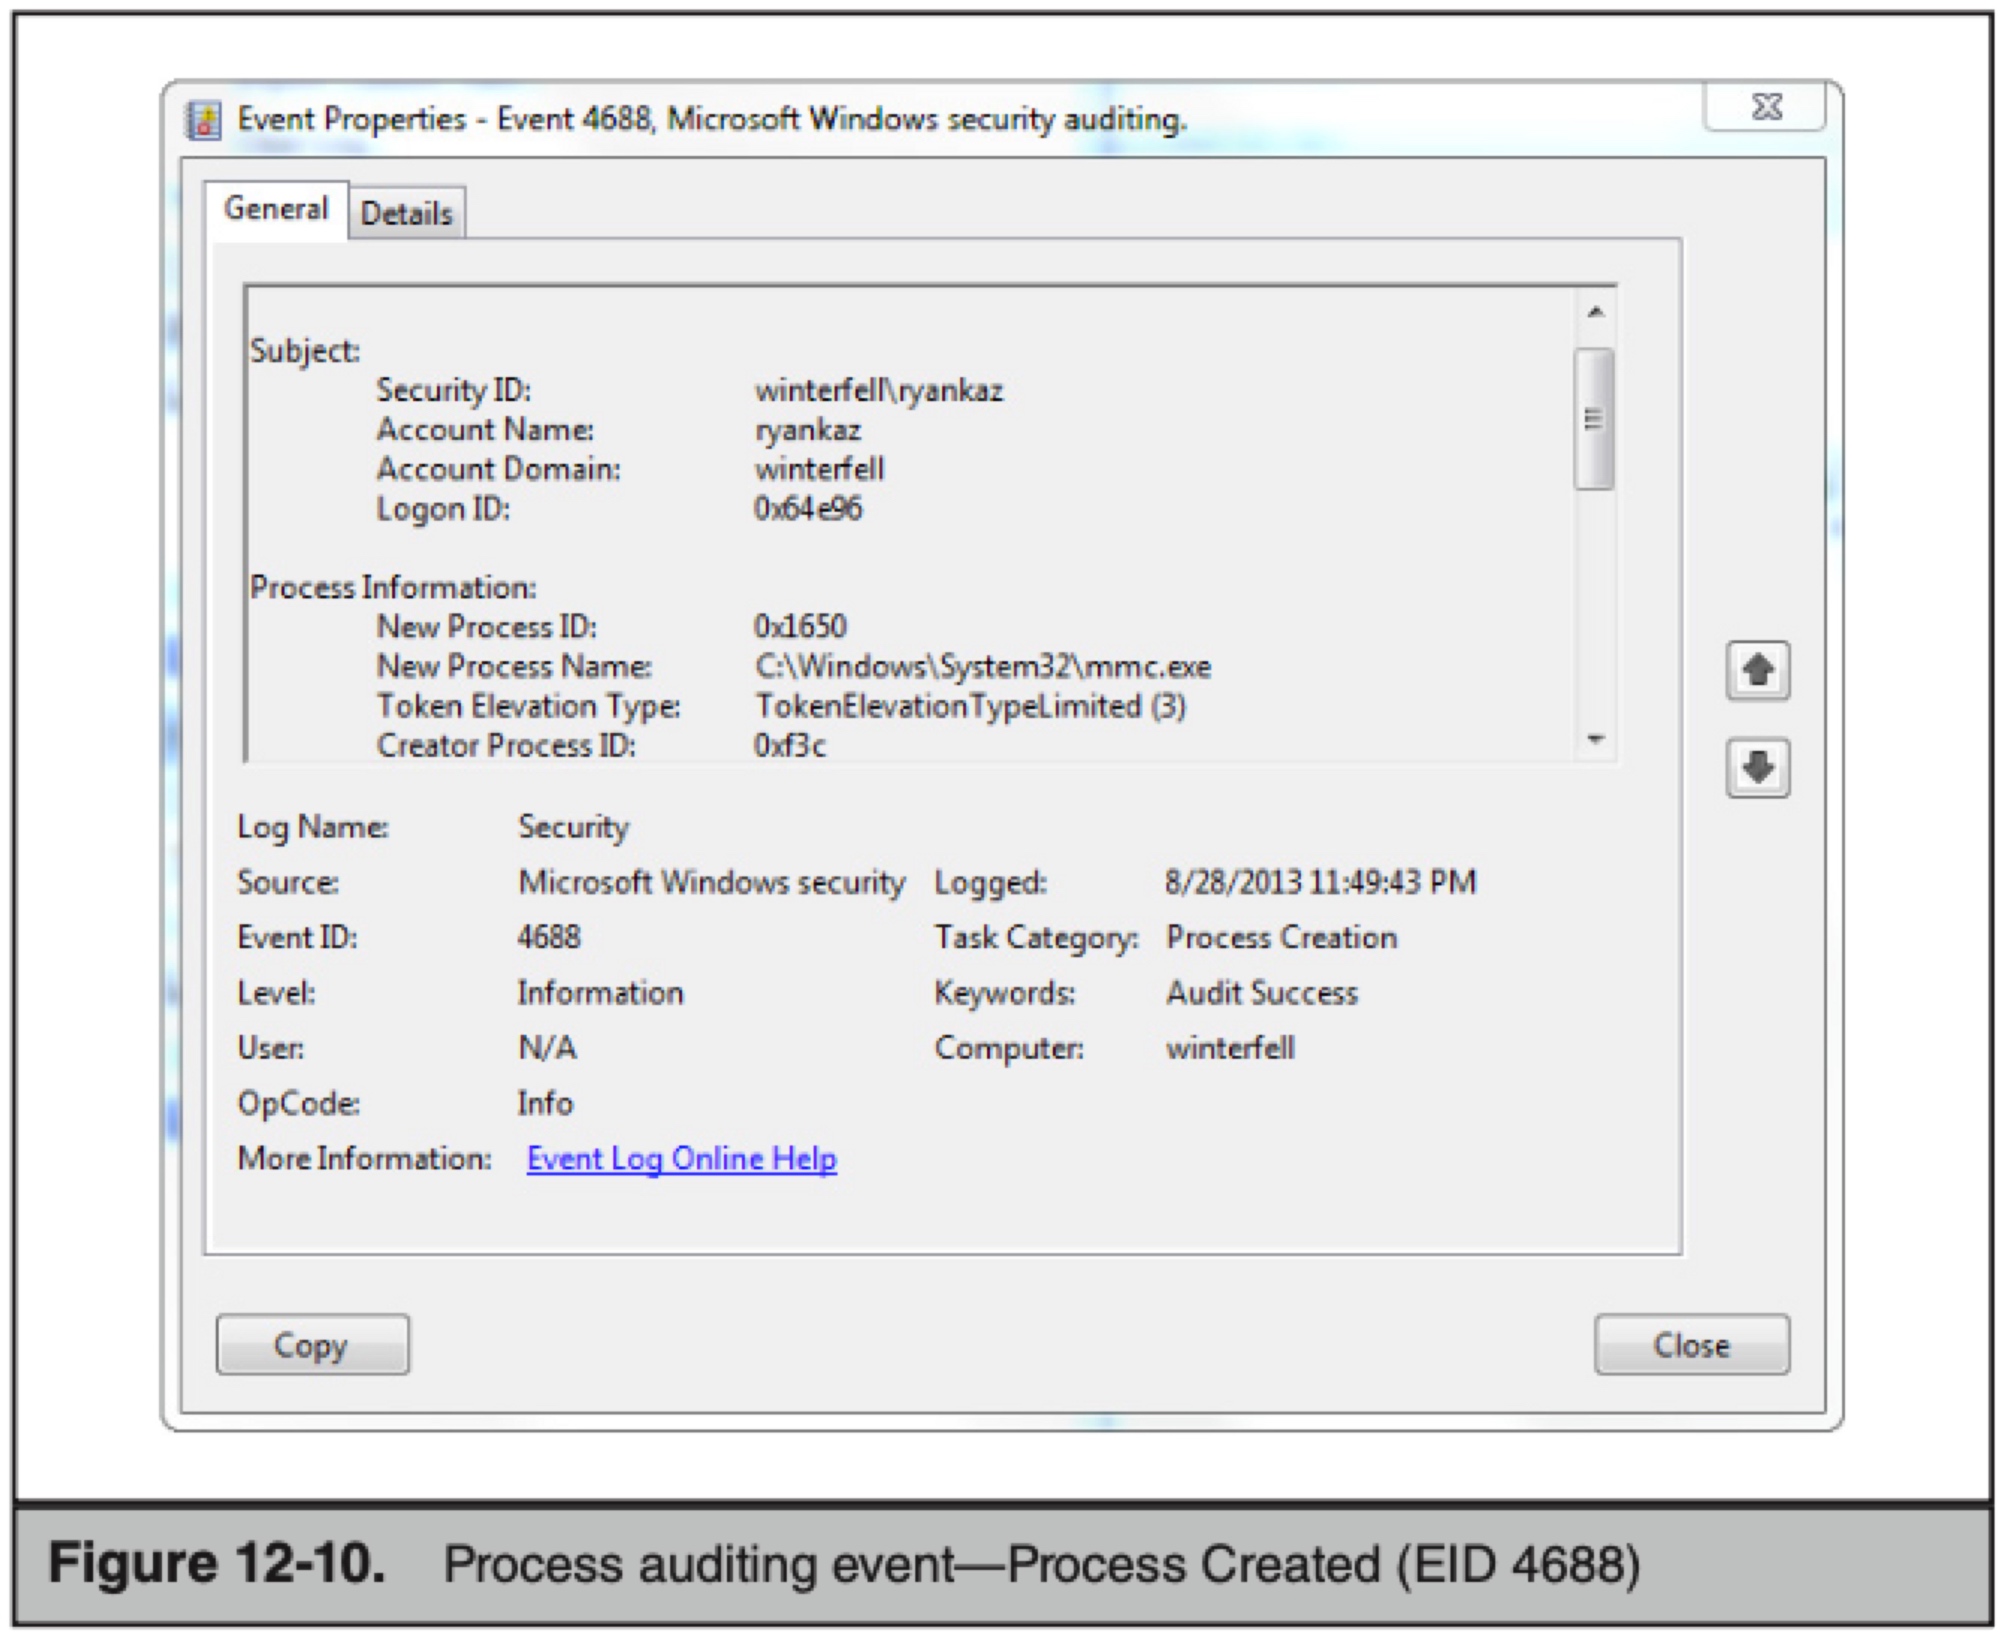 Event Properties - Event 4688, Microsoft Windows security auditing.
General Details
Subject:
Security ID: winterfell\ryankaz
Account Name: ryankaz
Account Domain: winterfell
Logon ID: 0x64e96
Process Information:
New Process ID: 0x1650
New Process Name: C:\Windows\System32\mmc.exe
Token Elevation Type: TokenElevationTypeLimited (3)
Creator Process ID: 0xf3c
Log Name: Security
Source: Microsoft Windows security Logged: 8/28/2013 11:49:43 PM
Event ID: 4688 Task Category: Process Creation
Level: Information Keywords: Audit Success
User: N/A Computer: winterfell
OpCode: Info
More Information: Event Log Online Help
Copy Close
Figure 12-10. Process auditing event—Process Created (EID 4688)